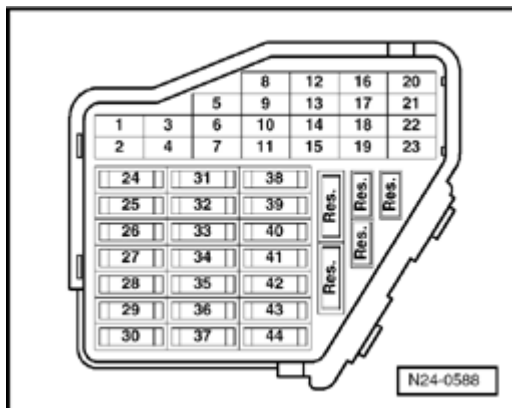 8 12 16 20
5 9 13 17 21
1 3 6 10 14 18 22
2 4 7 11 15 19 23
24 31 38
25 32 39
26 33 40
27 34 41
28 35 42
29 36 43
30 37 44
Res. Res. Res.
Res. Res.
N24-0588